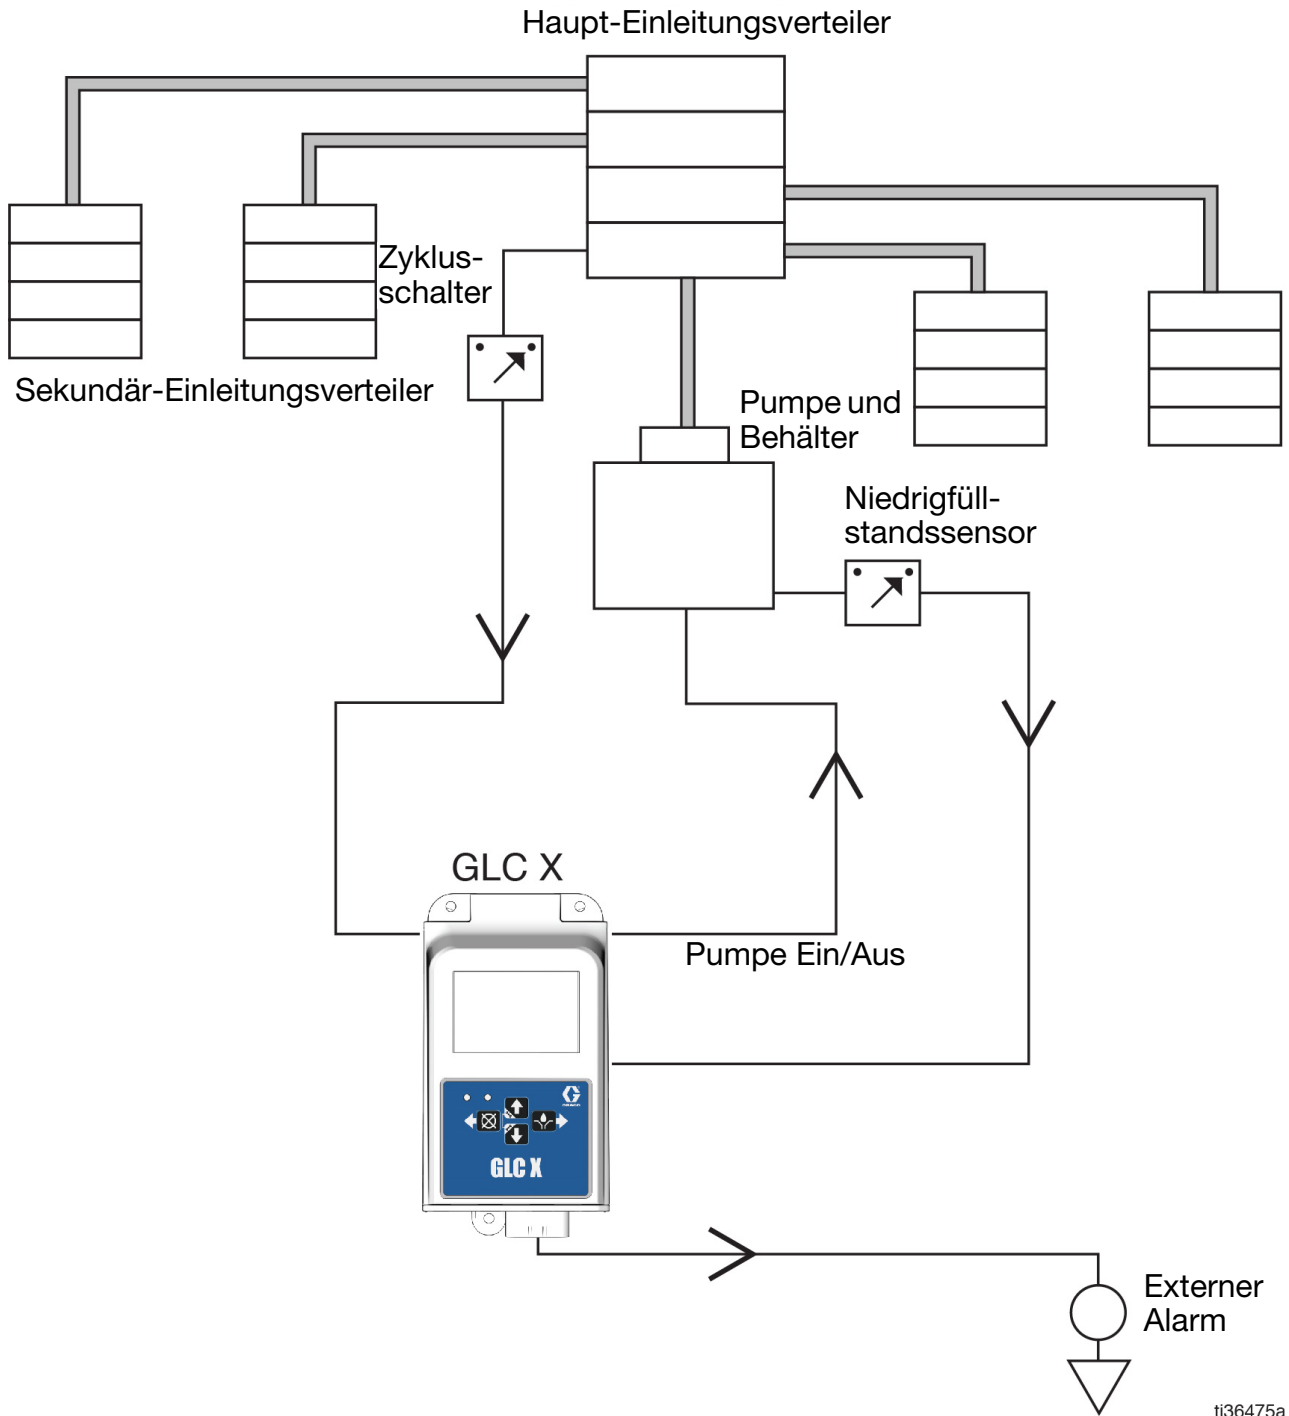 Haupt-Einleitungsverteiler
Zyklus-
schalter
Sekundär-Einleitungsverteiler
Pumpe und
Behälter
Niedrigfüll-
standssensor
GLC X
Pumpe Ein/Aus
GLC X
Externer
Alarm
ti36475a